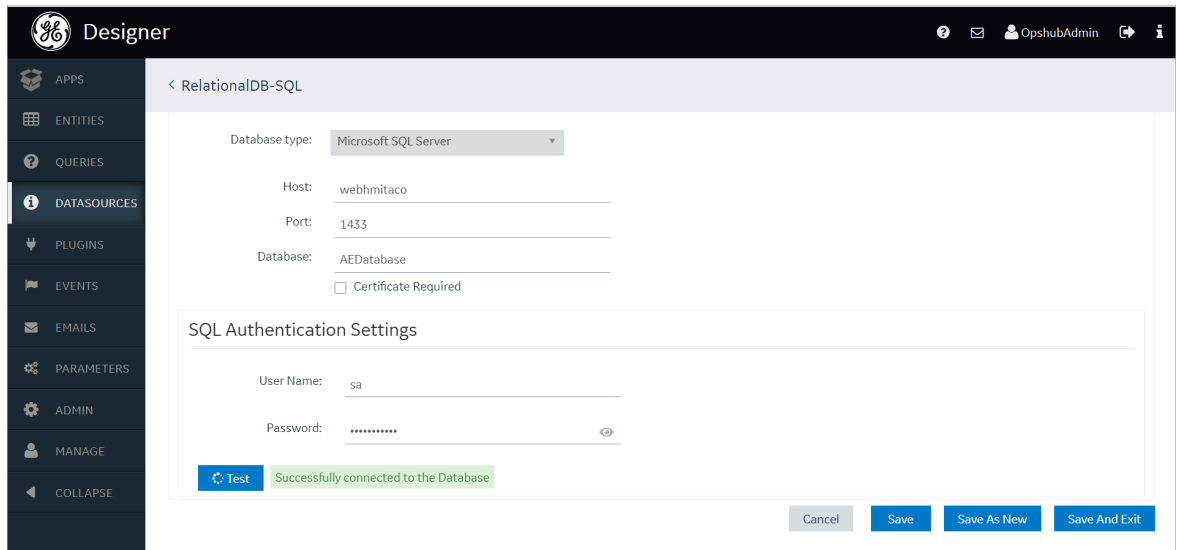 Designer
OpshubAdmin
APPS
ENTITIES
QUERIES
DATASOURCES
PLUGINS
EVENTS
EMAILS
PARAMETERS
ADMIN
MANAGE
COLLAPSE
< RelationalDB-SQL
Database type: Microsoft SQL Server
Host: webhmitaco
Port: 1433
Database: AEDatabase
Certificate Required
SQL Authentication Settings
User Name: sa
Password: •••••••••••
Test Successfully connected to the Database
Cancel Save Save As New Save And Exit